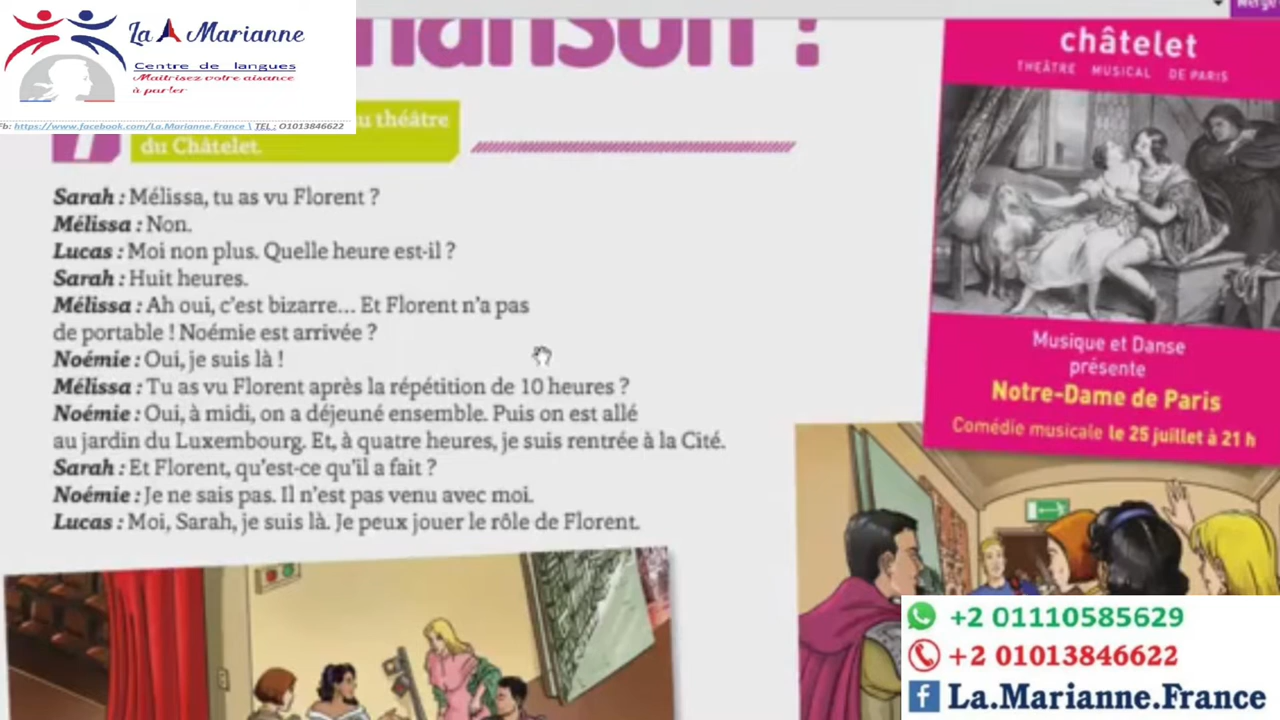 La Marianne
Centre de langues
Maîtrisez votre aisance
à parler
Fb: https://www.facebook.com/La.Marianne.France \ TEL : 01013846622
Merge
hanson !
u théâtre
du Châtelet.
Sarah : Mélissa, tu as vu Florent ?
Mélissa : Non.
Lucas : Moi non plus. Quelle heure est-il ?
Sarah : Huit heures.
Mélissa : Ah oui, c'est bizarre... Et Florent n'a pas
de portable ! Noémie est arrivée ?
Noémie : Oui, je suis là !
Mélissa : Tu as vu Florent après la répétition de 10 heures ?
Noémie : Oui, à midi, on a déjeuné ensemble. Puis on est allé
au jardin du Luxembourg. Et, à quatre heures, je suis rentrée à la Cité.
Sarah : Et Florent, qu'est-ce qu'il a fait ?
Noémie : Je ne sais pas. Il n'est pas venu avec moi.
Lucas : Moi, Sarah, je suis là. Je peux jouer le rôle de Florent.
châtelet
THÉÂTRE MUSICAL DE PARIS
Musique et Danse
présente
Notre-Dame de Paris
Comédie musicale le 25 juillet à 21 h
+2 01110585629
+2 01013846622
La.Marianne.France